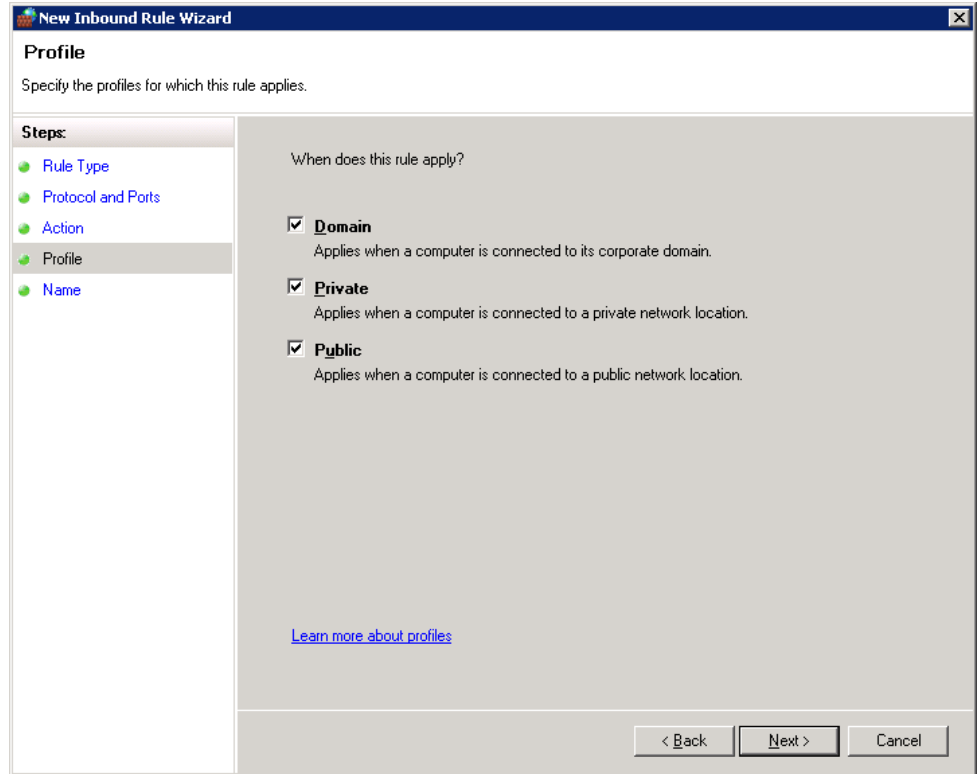 New Inbound Rule Wizard
Profile
Specify the profiles for which this rule applies.
Steps:
Rule Type
Protocol and Ports
Action
Profile
Name
When does this rule apply?
Domain
Applies when a computer is connected to its corporate domain.
Private
Applies when a computer is connected to a private network location.
Public
Applies when a computer is connected to a public network location.
Learn more about profiles
< Back
Next >
Cancel